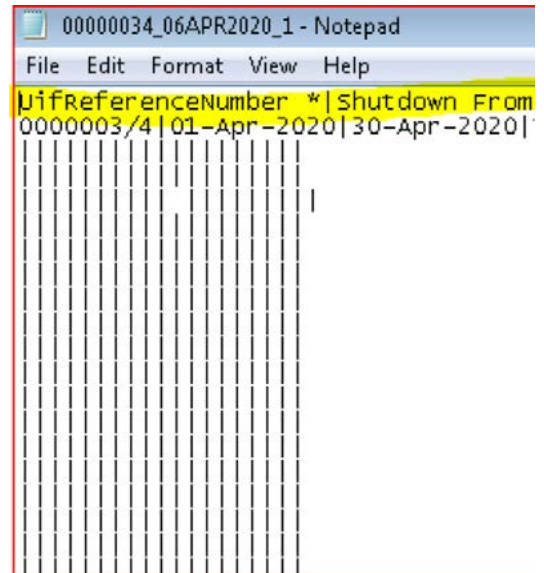 00000034_06APR2020_1 - Notepad
File Edit Format View Help
UifReferenceNumber *|Shutdown From
0000003/4|01-Apr-2020|30-Apr-2020|